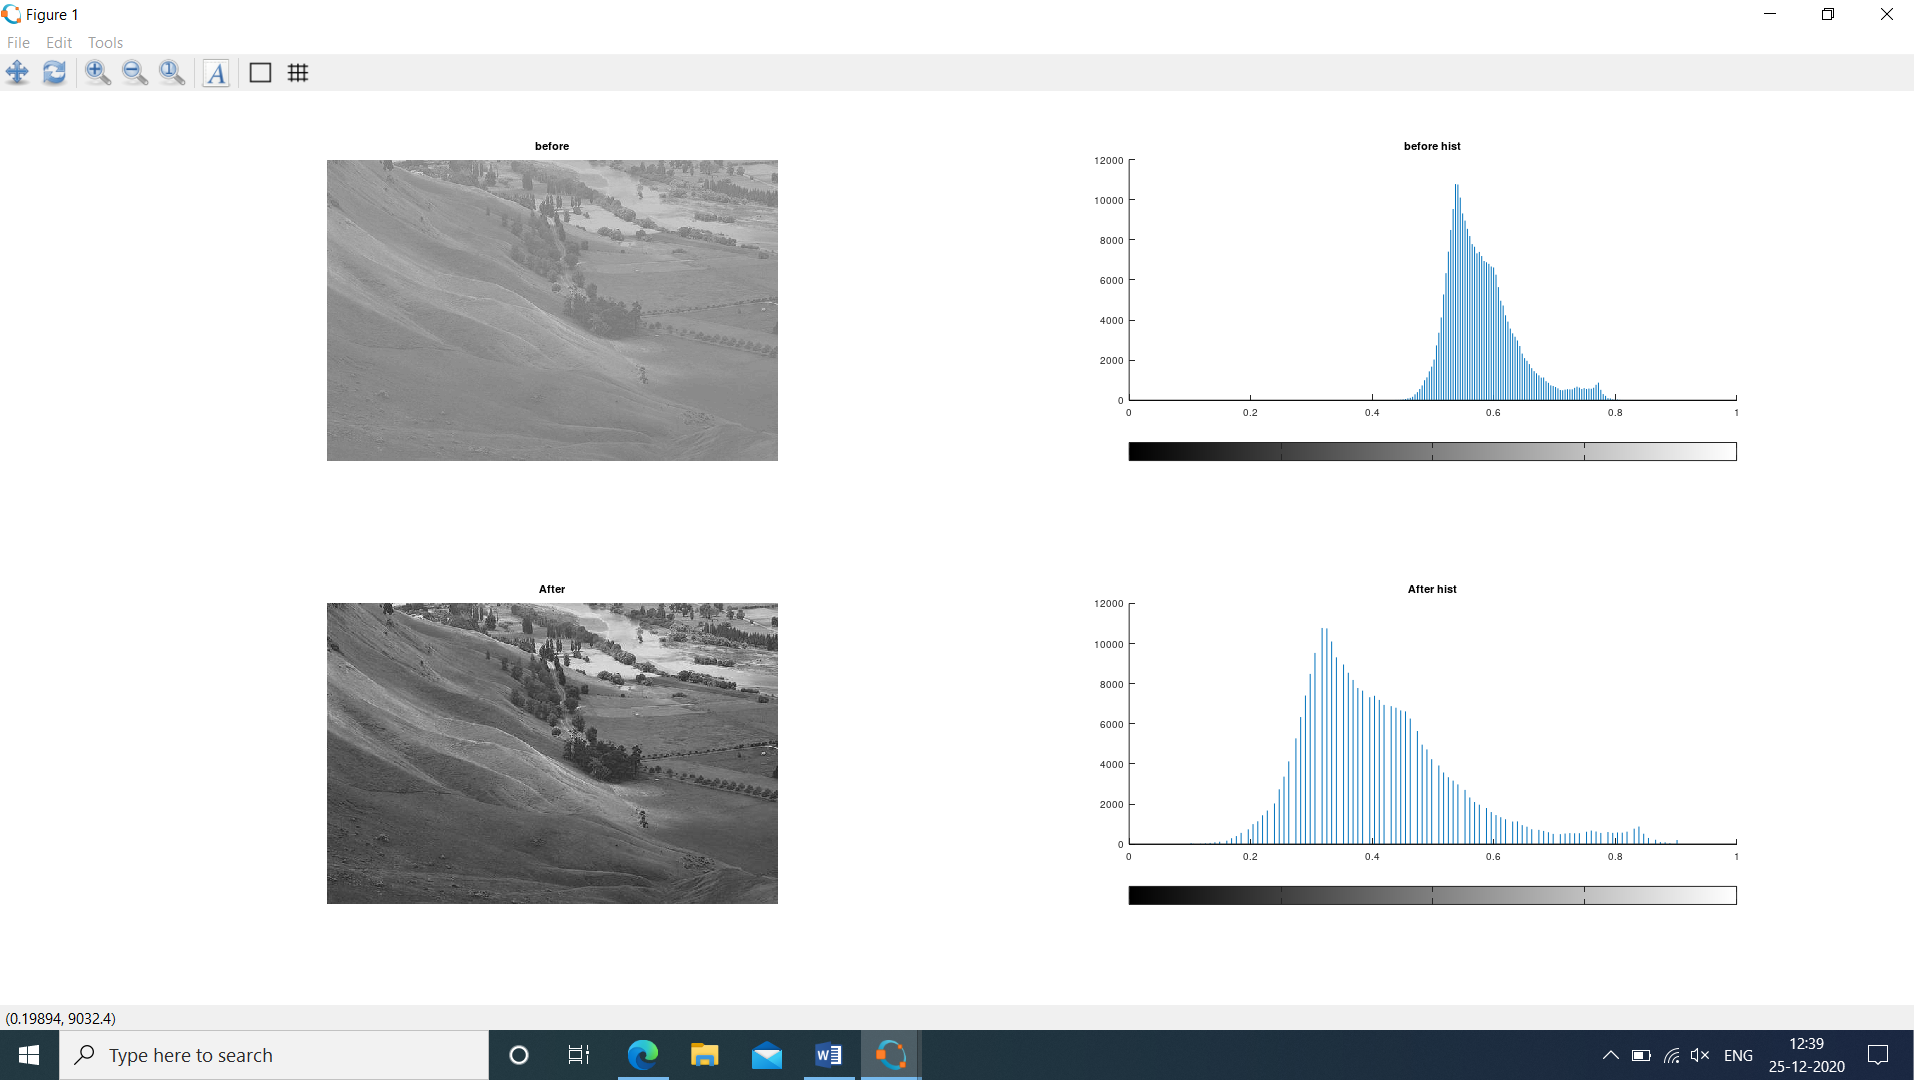 Figure 1
File Edit Tools
A
before
before hist
12000
10000
8000
6000
4000
2000
0
0 0.2 0.4 0.6 0.8 1
After
After hist
12000
10000
8000
6000
4000
2000
0
0 0.2 0.4 0.6 0.8 1
(0.19894, 9032.4)
Type here to search
ENG
12:39
25-12-2020